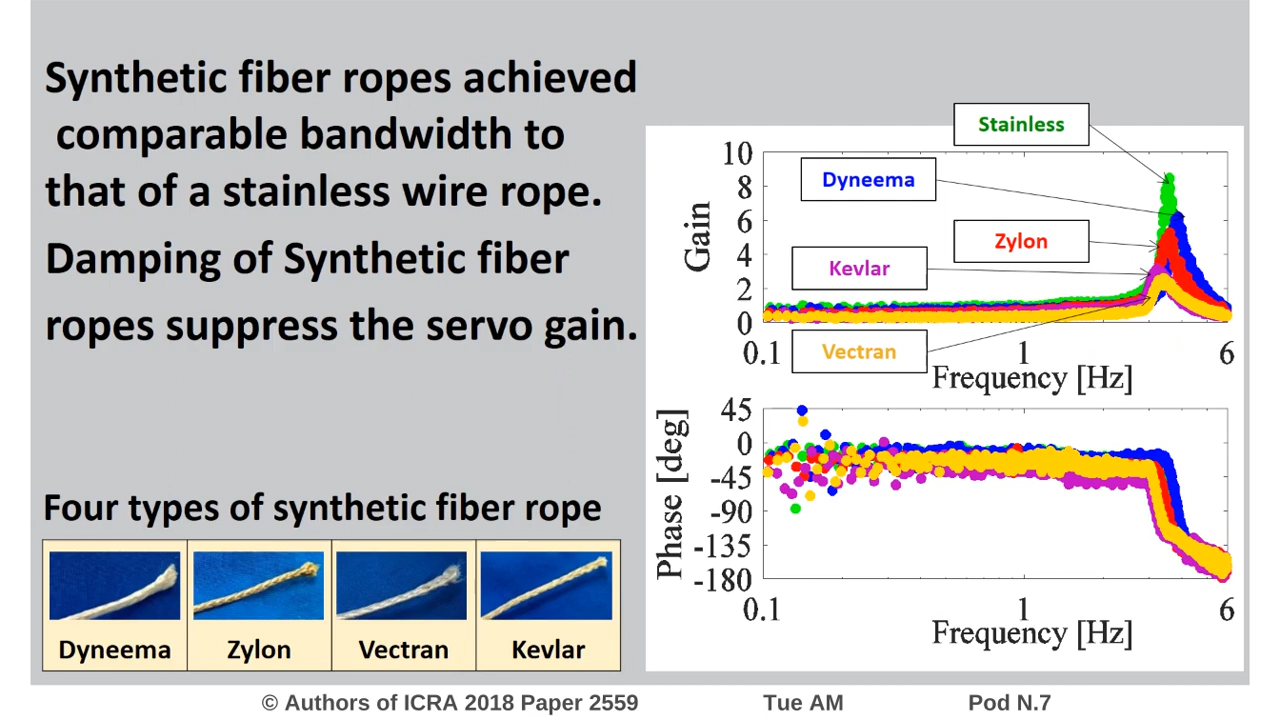 Synthetic fiber ropes achieved
comparable bandwidth to
that of a stainless wire rope.
Damping of Synthetic fiber
ropes suppress the servo gain.
Four types of synthetic fiber rope
Dyneema
Zylon
Vectran
Kevlar
Stainless
Dyneema
Zylon
Kevlar
Vectran
Gain
10
8
6
4
2
0
0.1
1
6
Frequency [Hz]
Phase [deg]
45
0
-45
-90
-135
-180
0.1
1
6
Frequency [Hz]
© Authors of ICRA 2018 Paper 2559
Tue AM
Pod N.7